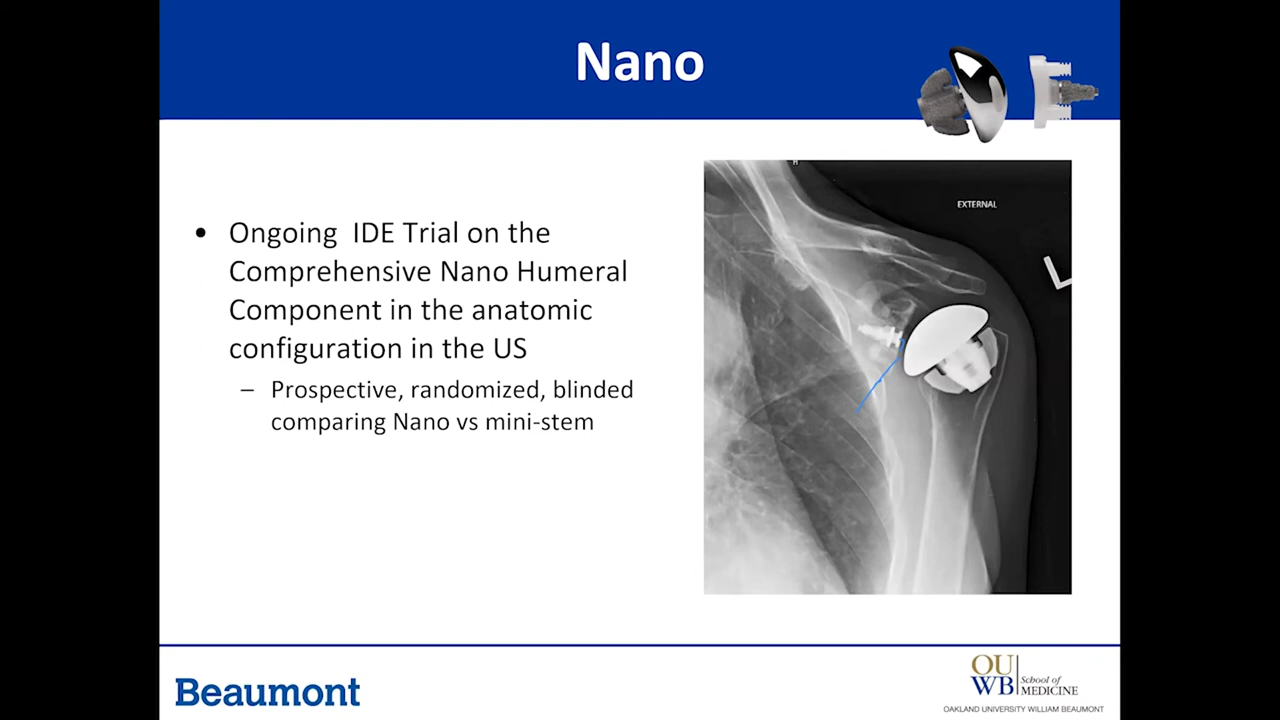 Nano
EXTERNAL
L
• Ongoing  IDE Trial on the
Comprehensive Nano Humeral
Component in the anatomic
configuration in the US
– Prospective, randomized, blinded
comparing Nano vs mini-stem
Beaumont
OU
WB
School of
MEDICINE
OAKLAND UNIVERSITY WILLIAM BEAUMONT